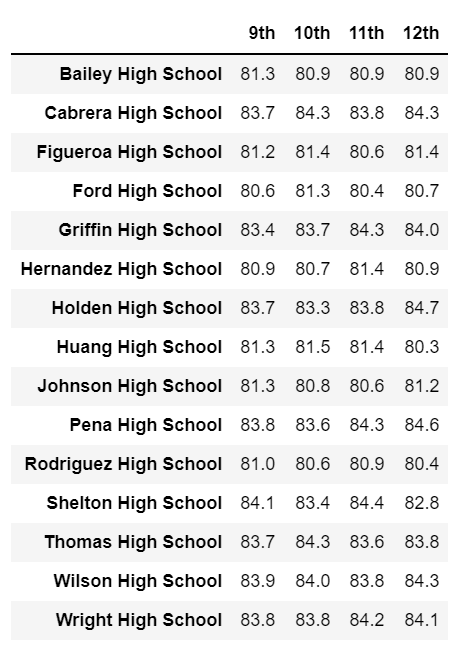 9th 10th 11th 12th
Bailey High School 81.3 80.9 80.9 80.9
Cabrera High School 83.7 84.3 83.8 84.3
Figueroa High School 81.2 81.4 80.6 81.4
Ford High School 80.6 81.3 80.4 80.7
Griffin High School 83.4 83.7 84.3 84.0
Hernandez High School 80.9 80.7 81.4 80.9
Holden High School 83.7 83.3 83.8 84.7
Huang High School 81.3 81.5 81.4 80.3
Johnson High School 81.3 80.8 80.6 81.2
Pena High School 83.8 83.6 84.3 84.6
Rodriguez High School 81.0 80.6 80.9 80.4
Shelton High School 84.1 83.4 84.4 82.8
Thomas High School 83.7 84.3 83.6 83.8
Wilson High School 83.9 84.0 83.8 84.3
Wright High School 83.8 83.8 84.2 84.1